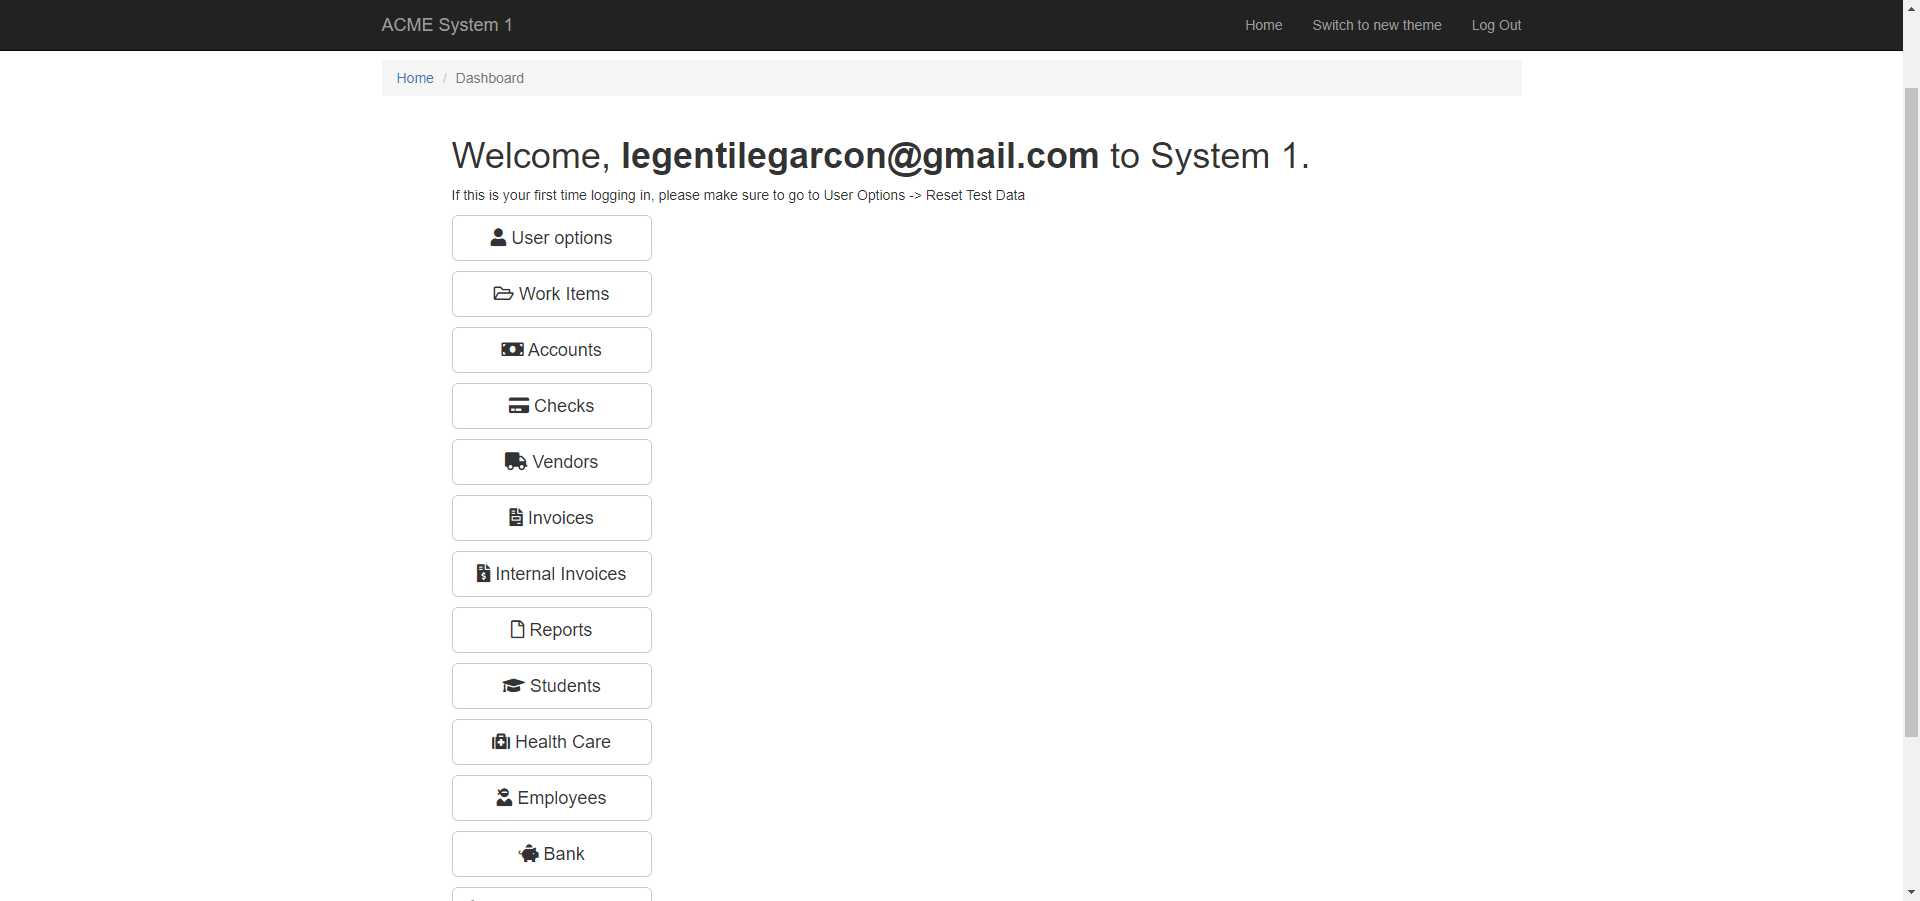 ACME System 1
Home Switch to new theme Log Out
Home / Dashboard
Welcome, legentilegarcon@gmail.com to System 1.
If this is your first time logging in, please make sure to go to User Options -> Reset Test Data
User options
Work Items
Accounts
Checks
Vendors
Invoices
Internal Invoices
Reports
Students
Health Care
Employees
Bank